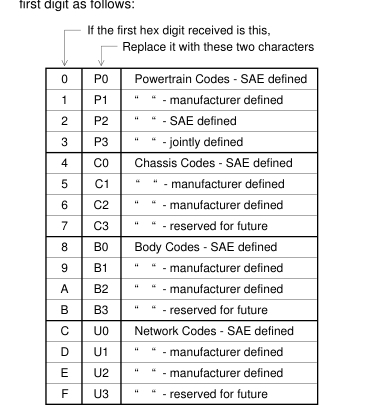 first digit as follows:
If the first hex digit received is this,
Replace it with these two characters
0 P0 Powertrain Codes - SAE defined
1 P1 “ “ - manufacturer defined
2 P2 “ “ - SAE defined
3 P3 “ “ - jointly defined
4 C0 Chassis Codes - SAE defined
5 C1 “ “ - manufacturer defined
6 C2 “ “ - manufacturer defined
7 C3 “ “ - reserved for future
8 B0 Body Codes - SAE defined
9 B1 “ “ - manufacturer defined
A B2 “ “ - manufacturer defined
B B3 “ “ - reserved for future
C U0 Network Codes - SAE defined
D U1 “ “ - manufacturer defined
E U2 “ “ - manufacturer defined
F U3 “ “ - reserved for future